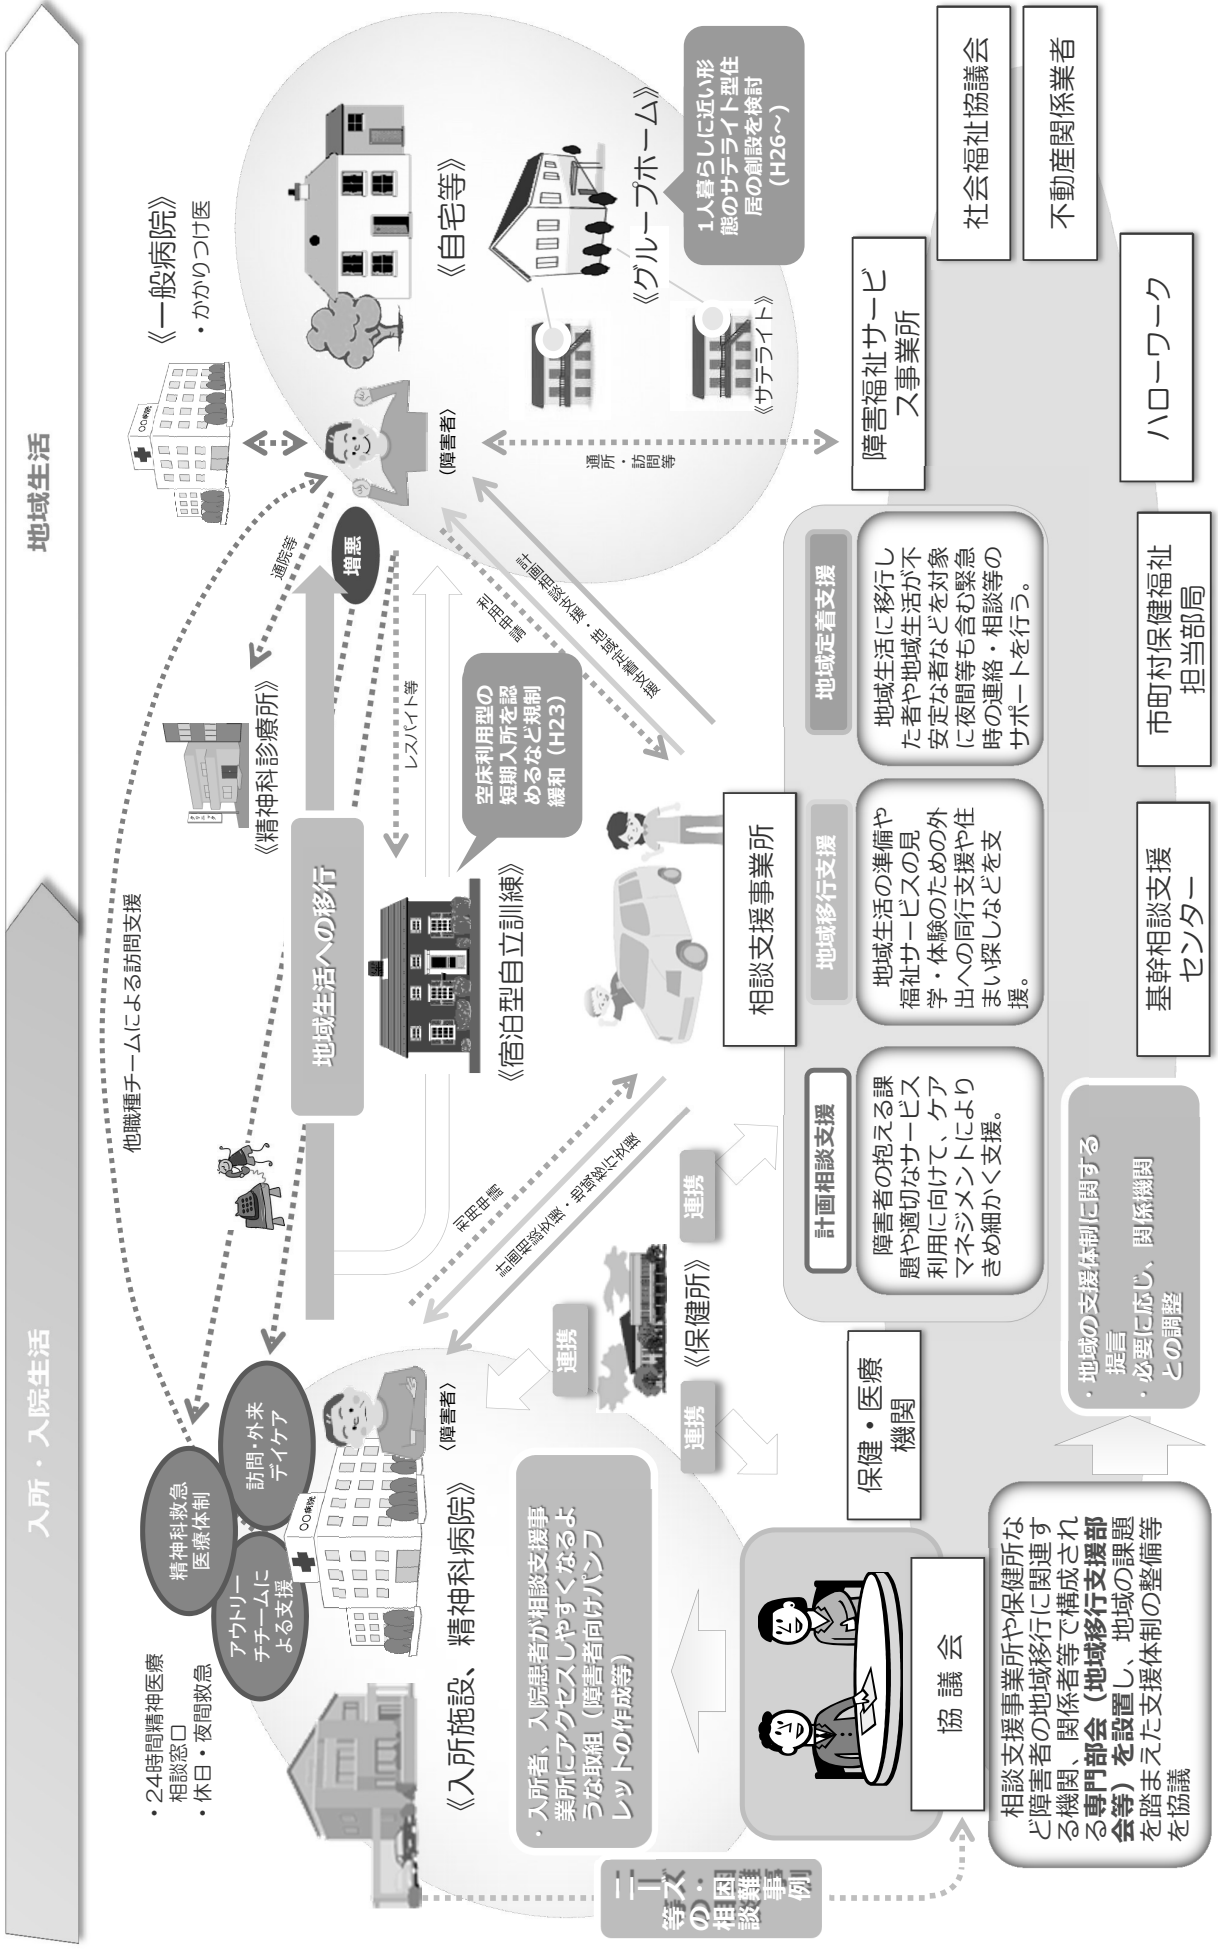 入所・入院生活
地域生活
・24時間精神医療
相談窓口
・休日・夜間救急
精神科救急
医療体制
アウトリー
チチームに
よる支援
訪問・外来
デイケア
他職種チームによる訪問支援
《精神科診療所》
通院等
《一般病院》
・かかりつけ医
〇〇病院
〇〇病院
《入所施設、精神科病院》
（障害者）
地域生活への移行
増悪
レスパイト等
（障害者）
《自宅等》
《グループホーム》
《サテライト》
1人暮らしに近い形
態のサテライト型住
居の創設を検討
（H26～）
《宿泊型自立訓練》
空床利用型の
短期入所を認
めるなど規制
緩和（H23）
利用申請
計画相談支援・地域移行支援
利用申請
計画相談支援・地域定着支援
通所・訪問等
・入所者、入院患者が相談支援事
業所にアクセスしやすくなるよ
うな取組（障害者向けパンフ
レットの作成等）
連携
《保健所》
連携
連携
相談支援事業所
計画相談支援
障害者の抱える課
題や適切なサービス
利用に向けて、ケア
マネジメントにより
きめ細かく支援。
地域移行支援
地域生活の準備や
福祉サービスの見
学・体験のための外
出への同行支援や住
まい探しなどを支
援。
地域定着支援
地域生活に移行し
た者や地域生活が不
安定な者などを対象
に夜間等も含む緊急
時の連絡・相談等の
サポートを行う。
ニーズ・困難事例
等の相談
協議会
保健・医療
機関
相談支援事業所や保健所な
ど障害者の地域移行に関連す
る機関、関係者等で構成され
る専門部会（地域移行支援部
会等）を設置し、地域の課題
を踏まえた支援体制の整備等
を協議
・地域の支援体制に関する
提言
・必要に応じ、関係機関
との調整
基幹相談支援
センター
市町村保健福祉
担当部局
ハローワーク
障害福祉サービ
ス事業所
社会福祉協議会
不動産関係業者